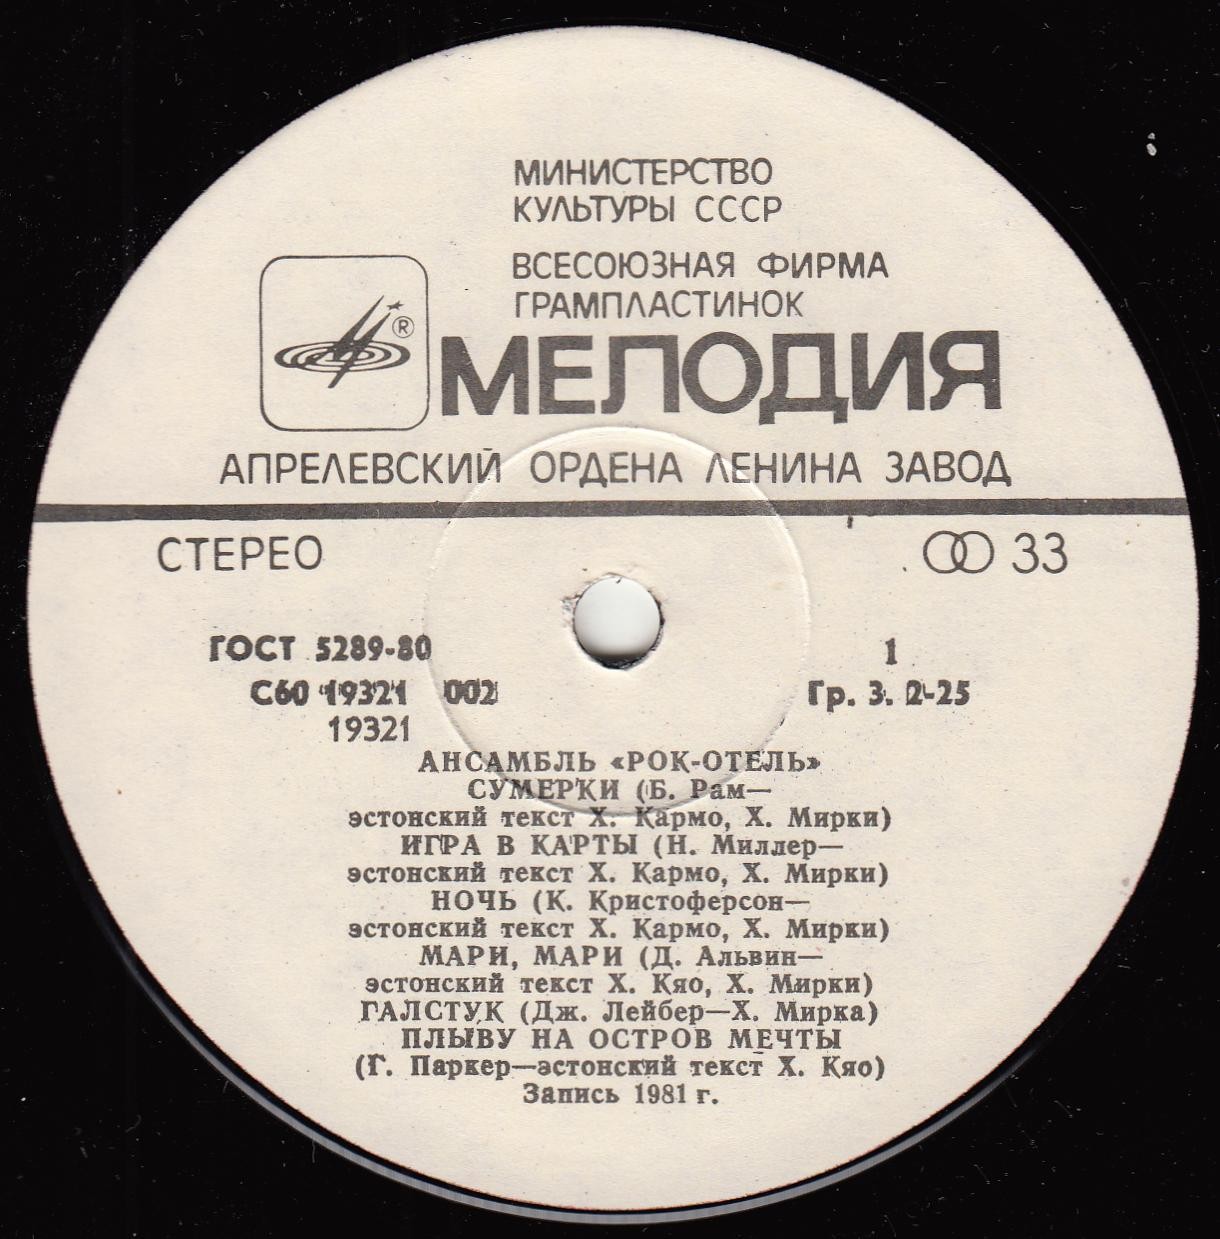 МИНИСТЕРСТВО
КУЛЬТУРЫ СССР
ВСЕСОЮЗНАЯ ФИРМА
ГРАМПЛАСТИНОК
®
МЕЛОДИЯ
АПРЕЛЕВСКИЙ ОРДЕНА ЛЕНИНА ЗАВОД
СТЕРЕО 33
ГОСТ 5289-80 1
С60 19321 002 Гр. 3. 2-25
19321
АНСАМБЛЬ «РОК-ОТЕЛЬ»
СУМЕРКИ (Б. Рам—
эстонский текст Х. Кармо, Х. Мирки)
ИГРА В КАРТЫ (Н. Миллер—
эстонский текст Х. Кармо, Х. Мирки)
НОЧЬ (К. Кристоферсон—
эстонский текст Х. Кармо, Х. Мирки)
МАРИ, МАРИ (Д. Альвин—
эстонский текст Х. Кяо, Х. Мирки)
ГАЛСТУК (Дж. Лейбер—Х. Мирка)
ПЛЫВУ НА ОСТРОВ МЕЧТЫ
(Г. Паркер—эстонский текст Х. Кяо)
Запись 1981 г.